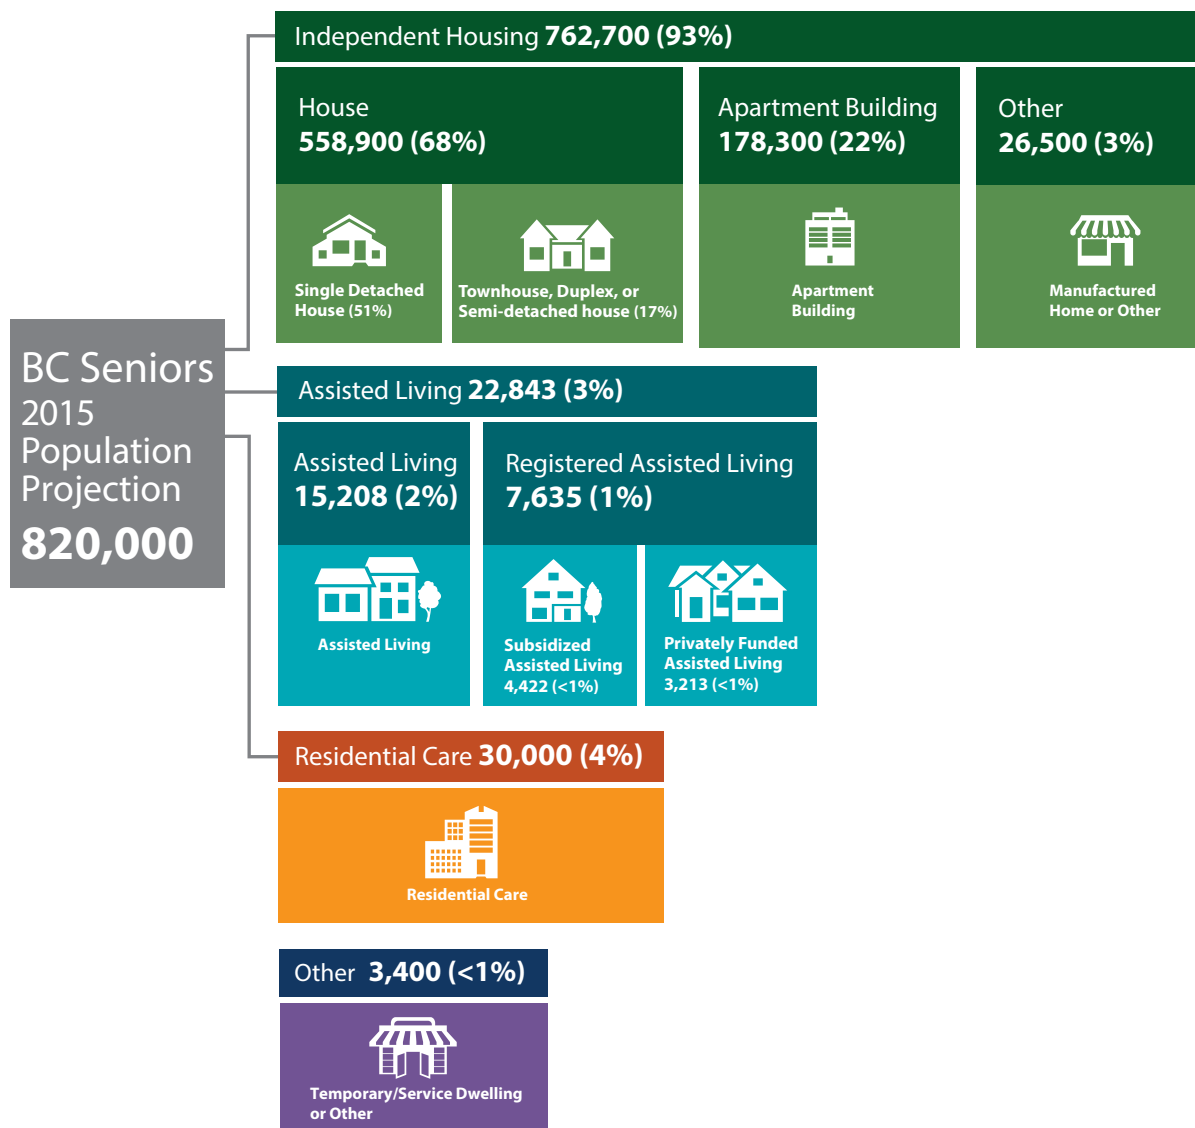 BC Seniors
2015
Population
Projection
820,000
Independent Housing 762,700 (93%)
House
558,900 (68%)
Single Detached
House (51%)
Townhouse, Duplex, or
Semi-detached house (17%)
Apartment Building
178,300 (22%)
Apartment
Building
Other
26,500 (3%)
Manufactured
Home or Other
Assisted Living 22,843 (3%)
Assisted Living
15,208 (2%)
Assisted Living
Registered Assisted Living
7,635 (1%)
Subsidized
Assisted Living
4,422 (<1%)
Privately Funded
Assisted Living
3,213 (<1%)
Residential Care 30,000 (4%)
Residential Care
Other 3,400 (<1%)
Temporary/Service Dwelling
or Other